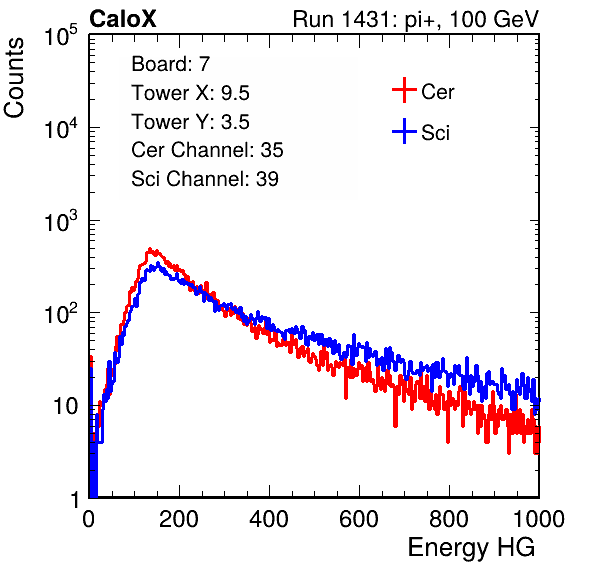 CaloX Run 1431: pi+, 100 GeV
Counts
Board: 7
Tower X: 9.5
Tower Y: 3.5
Cer Channel: 35
Sci Channel: 39
Cer
Sci
10^5
10^4
10^3
10^2
10
1
0 200 400 600 800 1000
Energy HG